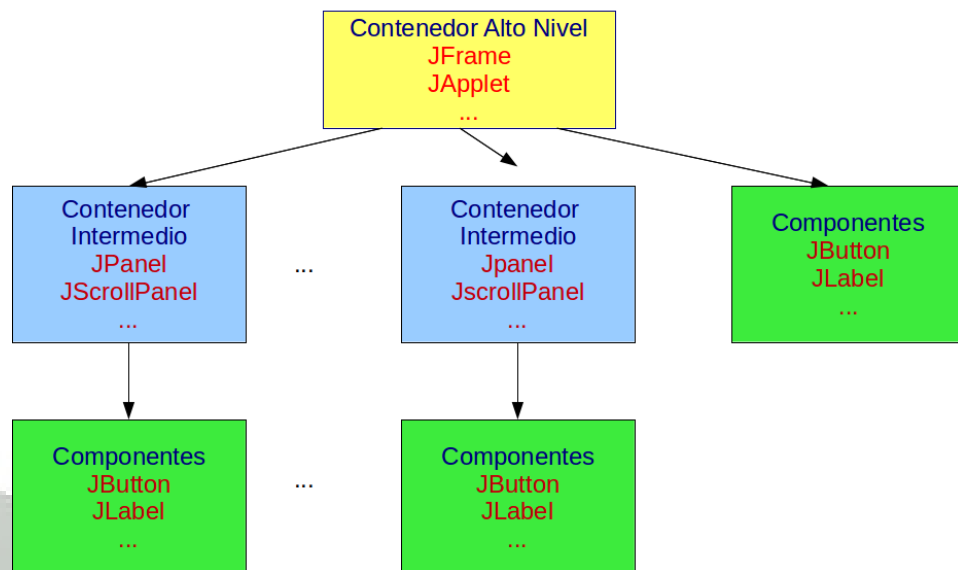 Contenedor Alto Nivel
JFrame
JApplet
...
Contenedor
Intermedio
JPanel
JScrollPanel
...
...
Contenedor
Intermedio
Jpanel
JscrollPanel
...
Componentes
JButton
JLabel
...
Componentes
JButton
JLabel
...
...
Componentes
JButton
JLabel
...